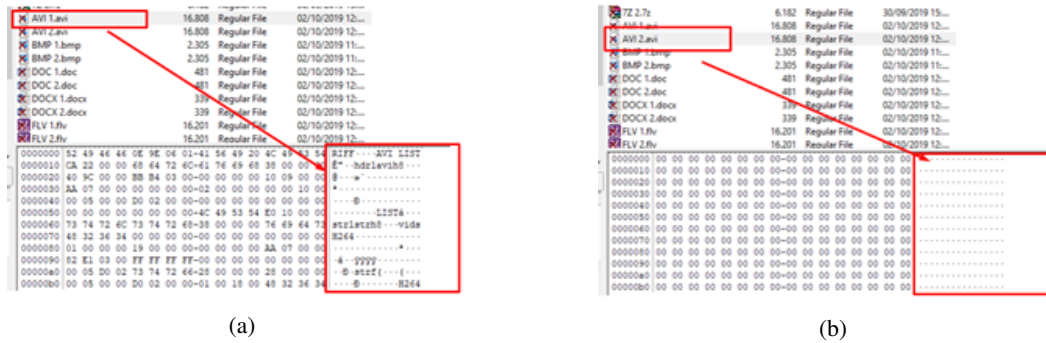 AVI 1.avi 16.808 Regular File 02/10/2019 12:...
AVI 2.avi 16.808 Regular File 02/10/2019 12:...
BMP 1.bmp 2.305 Regular File 02/10/2019 11:...
BMP 2.bmp 2.305 Regular File 02/10/2019 11:...
DOC 1.doc 481 Regular File 02/10/2019 12:...
DOC 2.doc 481 Regular File 02/10/2019 12:...
DOCX 1.docx 339 Regular File 02/10/2019 12:...
DOCX 2.docx 339 Regular File 02/10/2019 12:...
FLV 1.flv 16.201 Regular File 02/10/2019 12:...
FLV 2.flv 16.201 Regular File 02/10/2019 12:...
0000000 52 49 46 46 0E 9E 06 01-41 56 49 20 4C 49 53 54 RIFF····AVI LIST
0000010 CA 22 00 00 68 64 72 6C-61 76 69 68 38 00 00 00 Ê"··hdrlavih8···
0000020 40 9C 00 00 BB B4 03 00-00 00 00 00 10 09 00
0000030 AA 07 00 00 00 00 00 00-02 00 00 00 00 00 10 00
0000040 00 05 00 00 D0 02 00 00-00 00 00 00 00 00 00
0000050 00 00 00 00 00 00 00 00-4C 49 53 54 E0 10 00 00 ········LISTà···
0000060 73 74 72 6C 73 74 72 68-38 00 00 00 76 69 64 73 strlstrh8···vids
0000070 48 32 36 34 00 00 00 00-00 00 00 00 00 00 00 H264
0000080 01 00 00 00 19 00 00 00-00 00 00 00 AA 07 00 00
0000090 82 E1 03 00 FF FF FF FF-00 00 00 00 00 00 00
00000a0 00 05 D0 02 73 74 72 66-28 00 00 00 28 00 00 00 ··Ð·strf(···(···
00000b0 00 05 00 00 D0 02 00 00-01 00 18 00 48 32 36 34 H264
(a)
7Z 2.7z 6.182 Regular File 30/09/2019 15:...
AVI 1.avi 16.808 Regular File 02/10/2019 12:...
AVI 2.avi 16.808 Regular File 02/10/2019 12:...
BMP 1.bmp 2.305 Regular File 02/10/2019 11:...
BMP 2.bmp 2.305 Regular File 02/10/2019 11:...
DOC 1.doc 481 Regular File 02/10/2019 12:...
DOC 2.doc 481 Regular File 02/10/2019 12:...
DOCX 1.docx 339 Regular File 02/10/2019 12:...
DOCX 2.docx 339 Regular File 02/10/2019 12:...
FLV 1.flv 16.201 Regular File 02/10/2019 12:...
FLV 2.flv 16.201 Regular File 02/10/2019 12:...
0000000 00 00 00 00 00 00 00 00-00 00 00 00 00 00 00 00 ················
0000010 00 00 00 00 00 00 00 00-00 00 00 00 00 00 00 00 ················
0000020 00 00 00 00 00 00 00 00-00 00 00 00 00 00 00 00 ················
0000030 00 00 00 00 00 00 00 00-00 00 00 00 00 00 00 00 ················
0000040 00 00 00 00 00 00 00 00-00 00 00 00 00 00 00 00 ················
0000050 00 00 00 00 00 00 00 00-00 00 00 00 00 00 00 00 ················
0000060 00 00 00 00 00 00 00 00-00 00 00 00 00 00 00 00 ················
0000070 00 00 00 00 00 00 00 00-00 00 00 00 00 00 00 00 ················
0000080 00 00 00 00 00 00 00 00-00 00 00 00 00 00 00 00 ················
0000090 00 00 00 00 00 00 00 00-00 00 00 00 00 00 00 00 ················
00000a0 00 00 00 00 00 00 00 00-00 00 00 00 00 00 00 00 ················
00000b0 00 00 00 00 00 00 00 00-00 00 00 00 00 00 00 00 ················
(b)